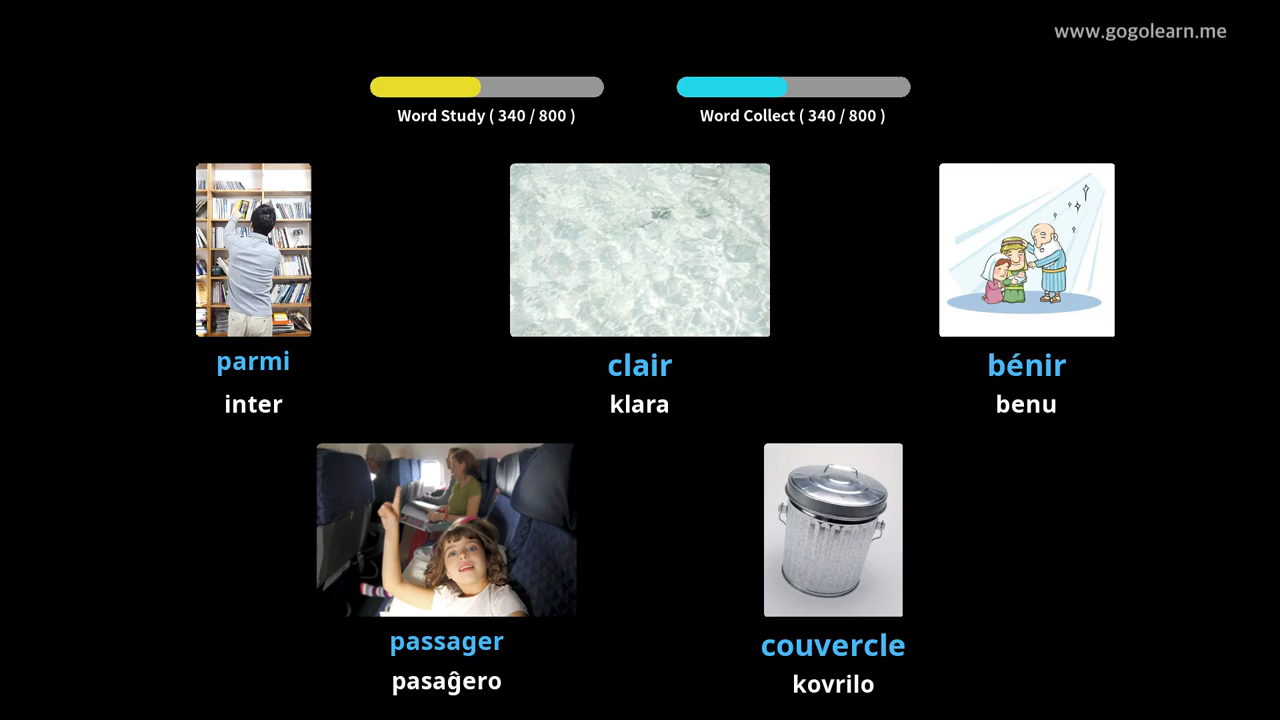 www.gogolearn.me
Word Study ( 340 / 800 )
Word Collect ( 340 / 800 )
parmi
inter
clair
klara
bénir
benu
passager
pasaĝero
couvercle
kovrilo